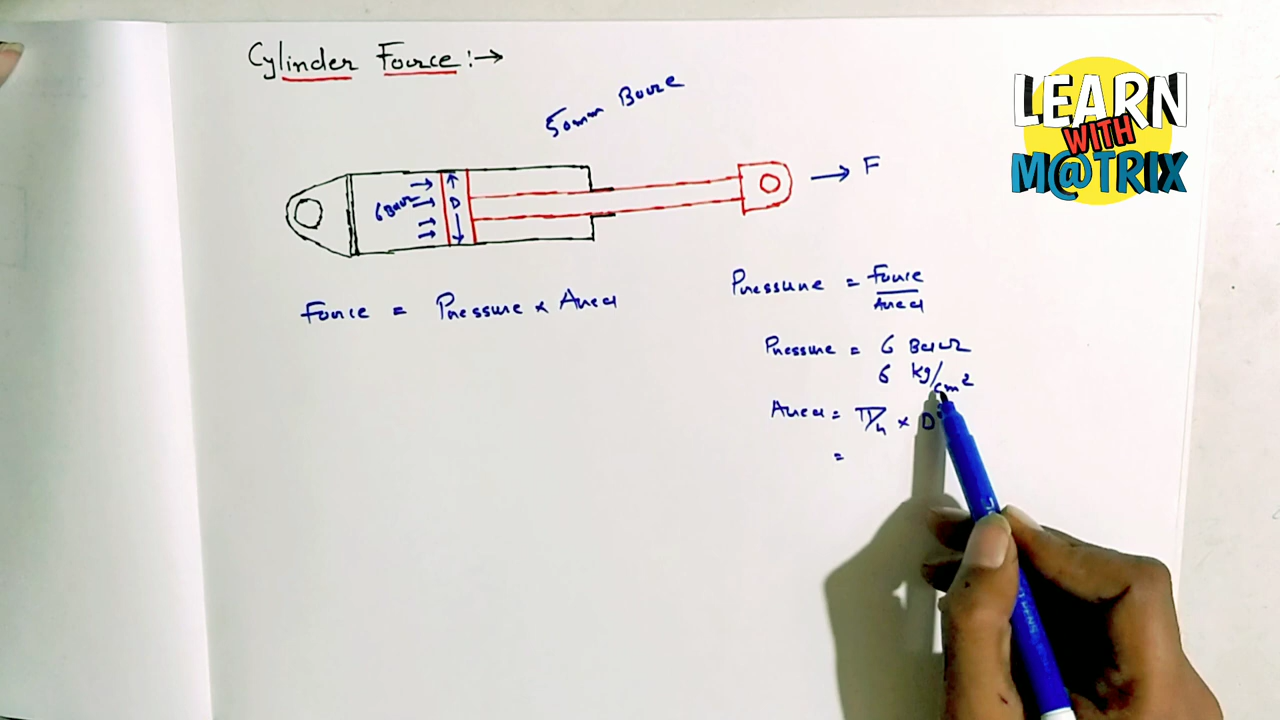 Cylinder Force :→
50mm Bore
LEARN
WITH
M@TRIX
→ F
6 Bar
D
Pressure = Force / Area
Force = Pressure × Area
Pressure = 6 Bar
6 kg/cm²
Area = π/4 × D²
=